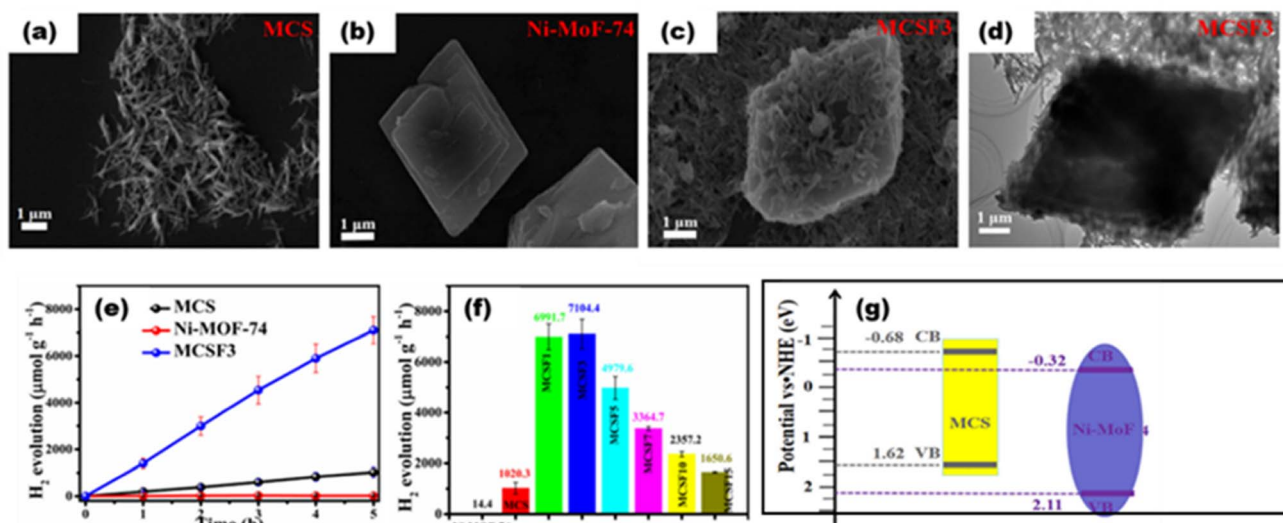 (a) MCS
1 μm
(b) Ni-MoF-74
1 μm
(c) MCSF3
1 μm
(d) MCSF3
1 μm
(e)
MCS
Ni-MOF-74
MCSF3
H₂ evolution (μmol g⁻¹ h⁻¹)
8000
6000
4000
2000
0
0 1 2 3 4 5
Time (h)
(f)
H₂ evolution (μmol g⁻¹ h⁻¹)
8000
6000
4000
2000
0
14.4
1020.3
MCS
6991.7
MCSF1
7104.4
MCSF3
4979.6
MCSF5
3364.7
MCSF7
2357.2
MCSF10
1650.6
MCSF15
(g)
Potential vs•NHE (eV)
-1
0
1
2
-0.68 CB
-0.32 CB
MCS
Ni-MoF 4
1.62 VB
2.11 VB